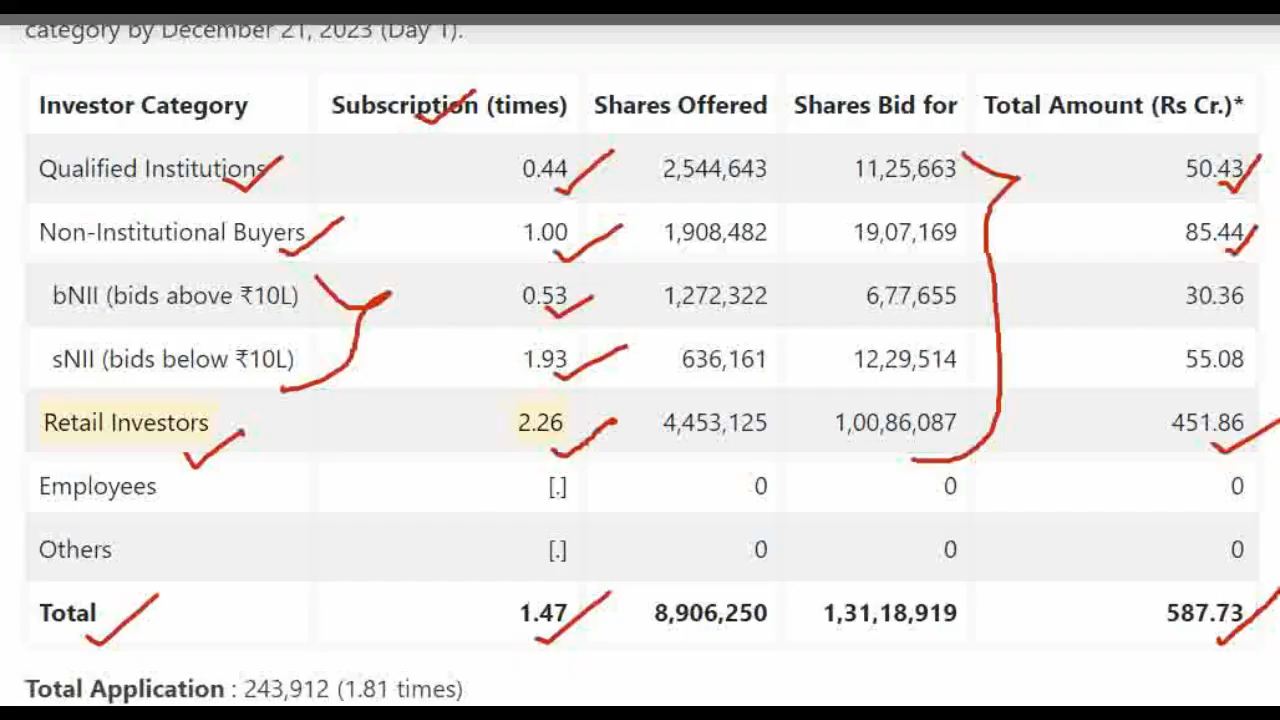 category by December 21, 2023 (Day 1).
Investor Category Subscription (times) Shares Offered Shares Bid for Total Amount (Rs Cr.)*
Qualified Institutions 0.44 2,544,643 11,25,663 50.43
Non-Institutional Buyers 1.00 1,908,482 19,07,169 85.44
bNII (bids above ₹10L) 0.53 1,272,322 6,77,655 30.36
sNII (bids below ₹10L) 1.93 636,161 12,29,514 55.08
Retail Investors 2.26 4,453,125 1,00,86,087 451.86
Employees [.] 0 0 0
Others [.] 0 0 0
Total 1.47 8,906,250 1,31,18,919 587.73
Total Application : 243,912 (1.81 times)